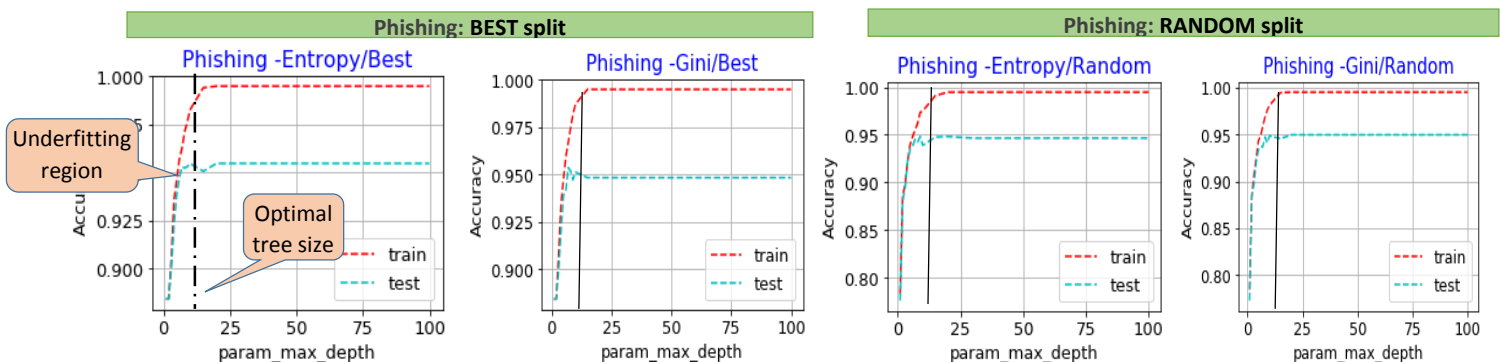 Phishing: BEST split
Phishing: RANDOM split
Phishing -Entropy/Best
Accuracy
1.000
0.925
0.900
0
25
50
75
100
param_max_depth
train
test
Underfitting
region
Optimal
tree size
Phishing -Gini/Best
Accuracy
1.000
0.975
0.950
0.925
0.900
0
25
50
75
100
param_max_depth
train
test
Phishing -Entropy/Random
Accuracy
1.00
0.95
0.90
0.85
0.80
0
25
50
75
100
param_max_depth
train
test
Phishing -Gini/Random
Accuracy
1.00
0.95
0.90
0.85
0.80
0
25
50
75
100
param_max_depth
train
test